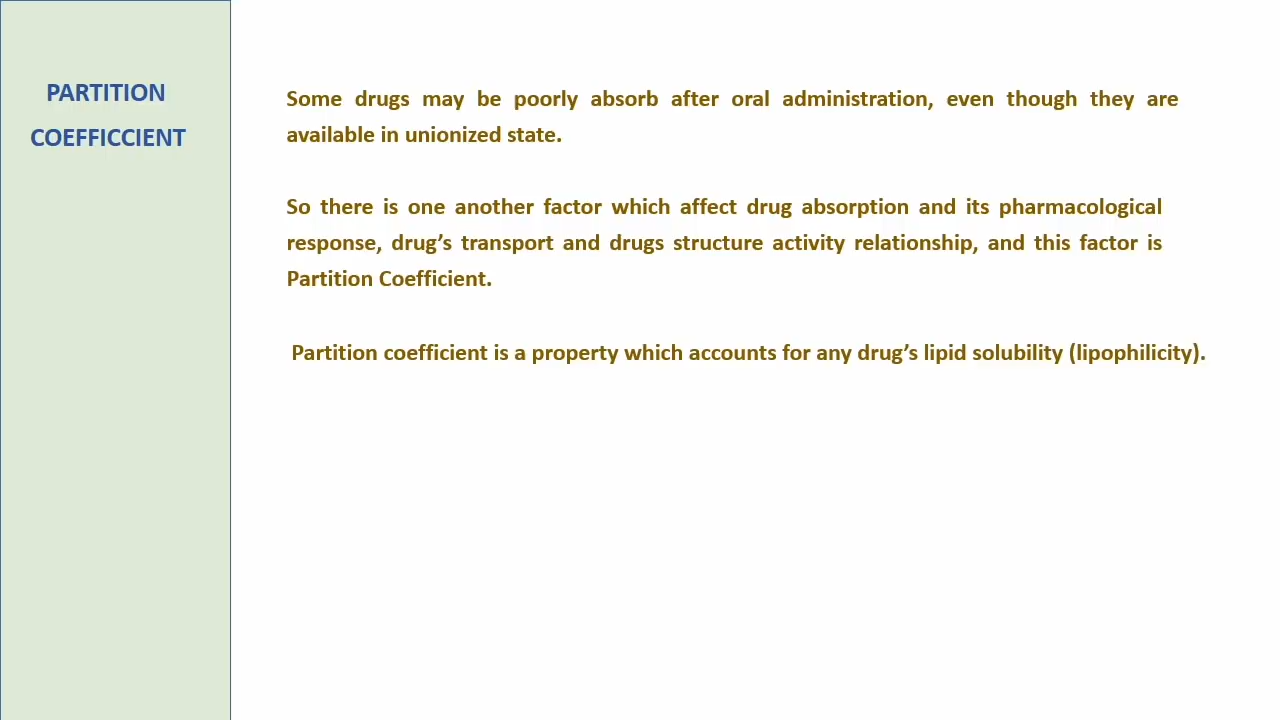 PARTITION
COEFFICCIENT
Some drugs may be poorly absorb after oral administration, even though they are
available in unionized state.
So there is one another factor which affect drug absorption and its pharmacological
response, drug’s transport and drugs structure activity relationship, and this factor is
Partition Coefficient.
Partition coefficient is a property which accounts for any drug’s lipid solubility (lipophilicity).